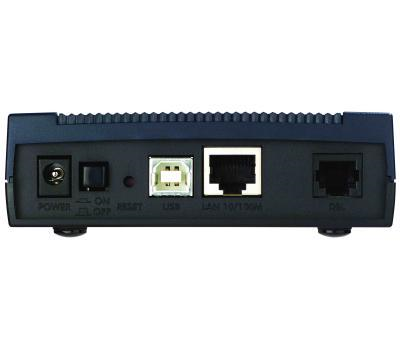 ON
POWER OFF RESET USB LAN 10/100M DSL